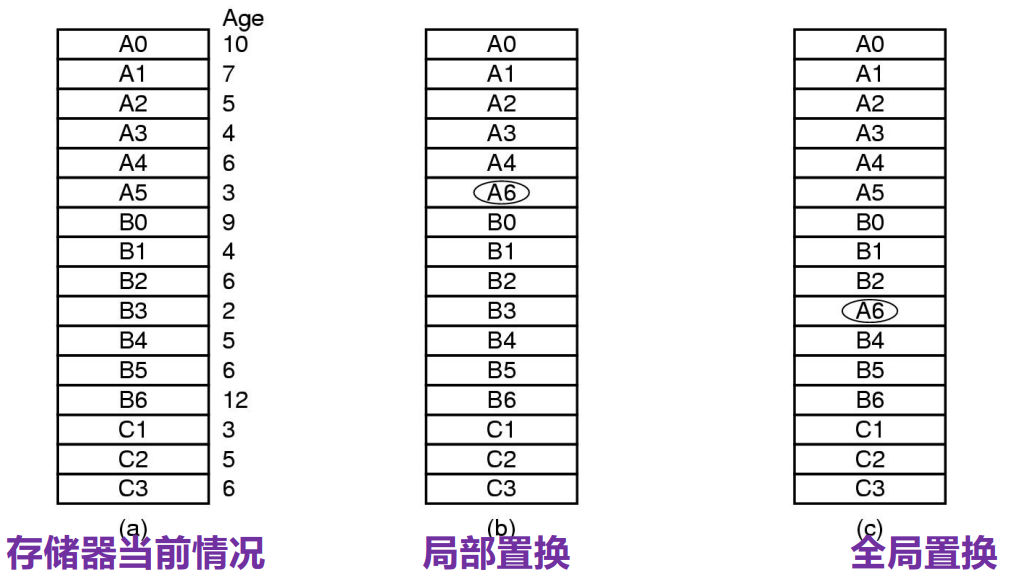 Age
A0 10 A0 A0
A1 7 A1 A1
A2 5 A2 A2
A3 4 A3 A3
A4 6 A4 A4
A5 3 A6 A5
B0 9 B0 B0
B1 4 B1 B1
B2 6 B2 B2
B3 2 B3 A6
B4 5 B4 B4
B5 6 B5 B5
B6 12 B6 B6
C1 3 C1 C1
C2 5 C2 C2
C3 6 C3 C3
(a) (b) (c)
存储器当前情况 局部置换 全局置换